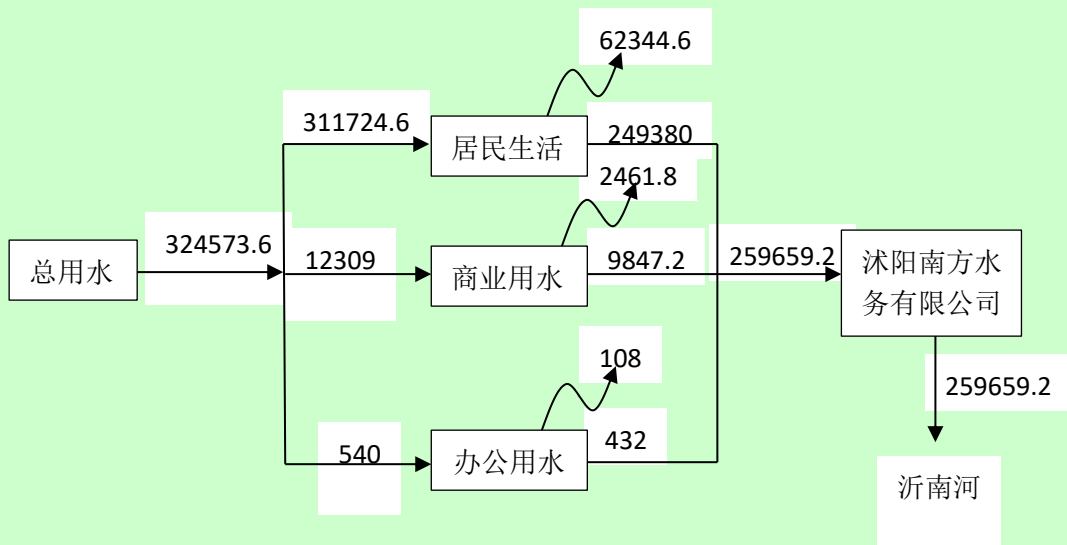 62344.6
311724.6
居民生活
249380
2461.8
324573.6
总用水
12309
商业用水
9847.2
259659.2
沭阳南方水
务有限公司
108
259659.2
540
办公用水
432
沂南河